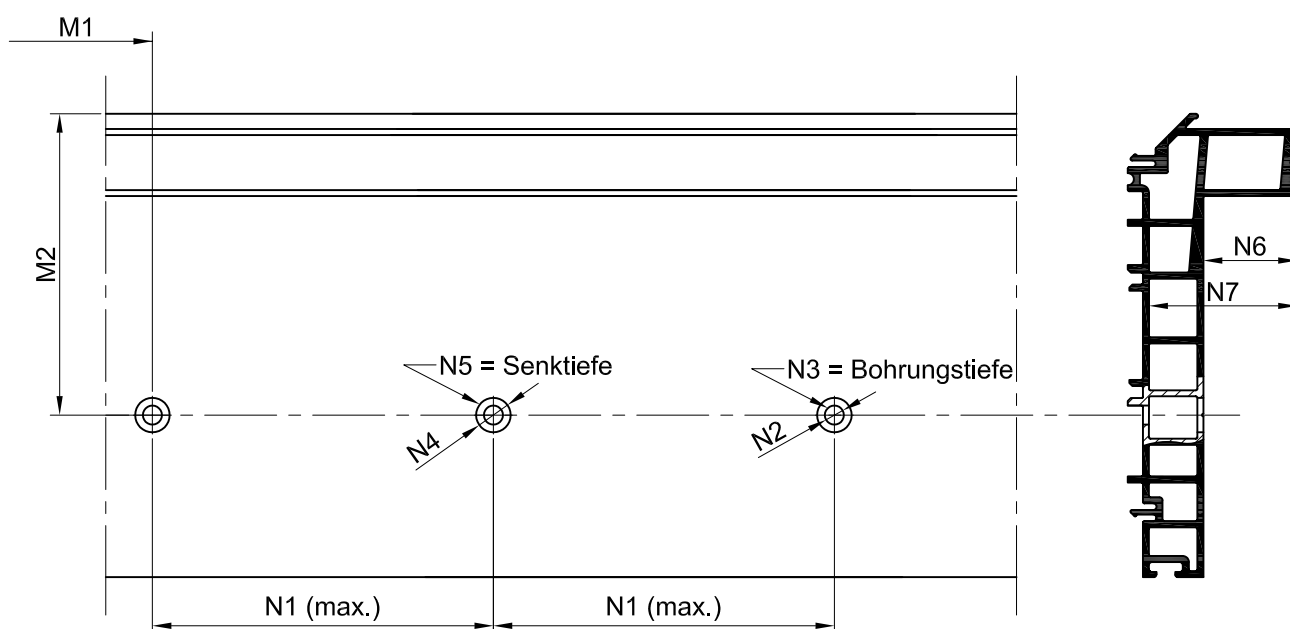 M1
M2
N6
N7
N5 = Senktiefe
N3 = Bohrungstiefe
N4
N2
N1 (max.)
N1 (max.)